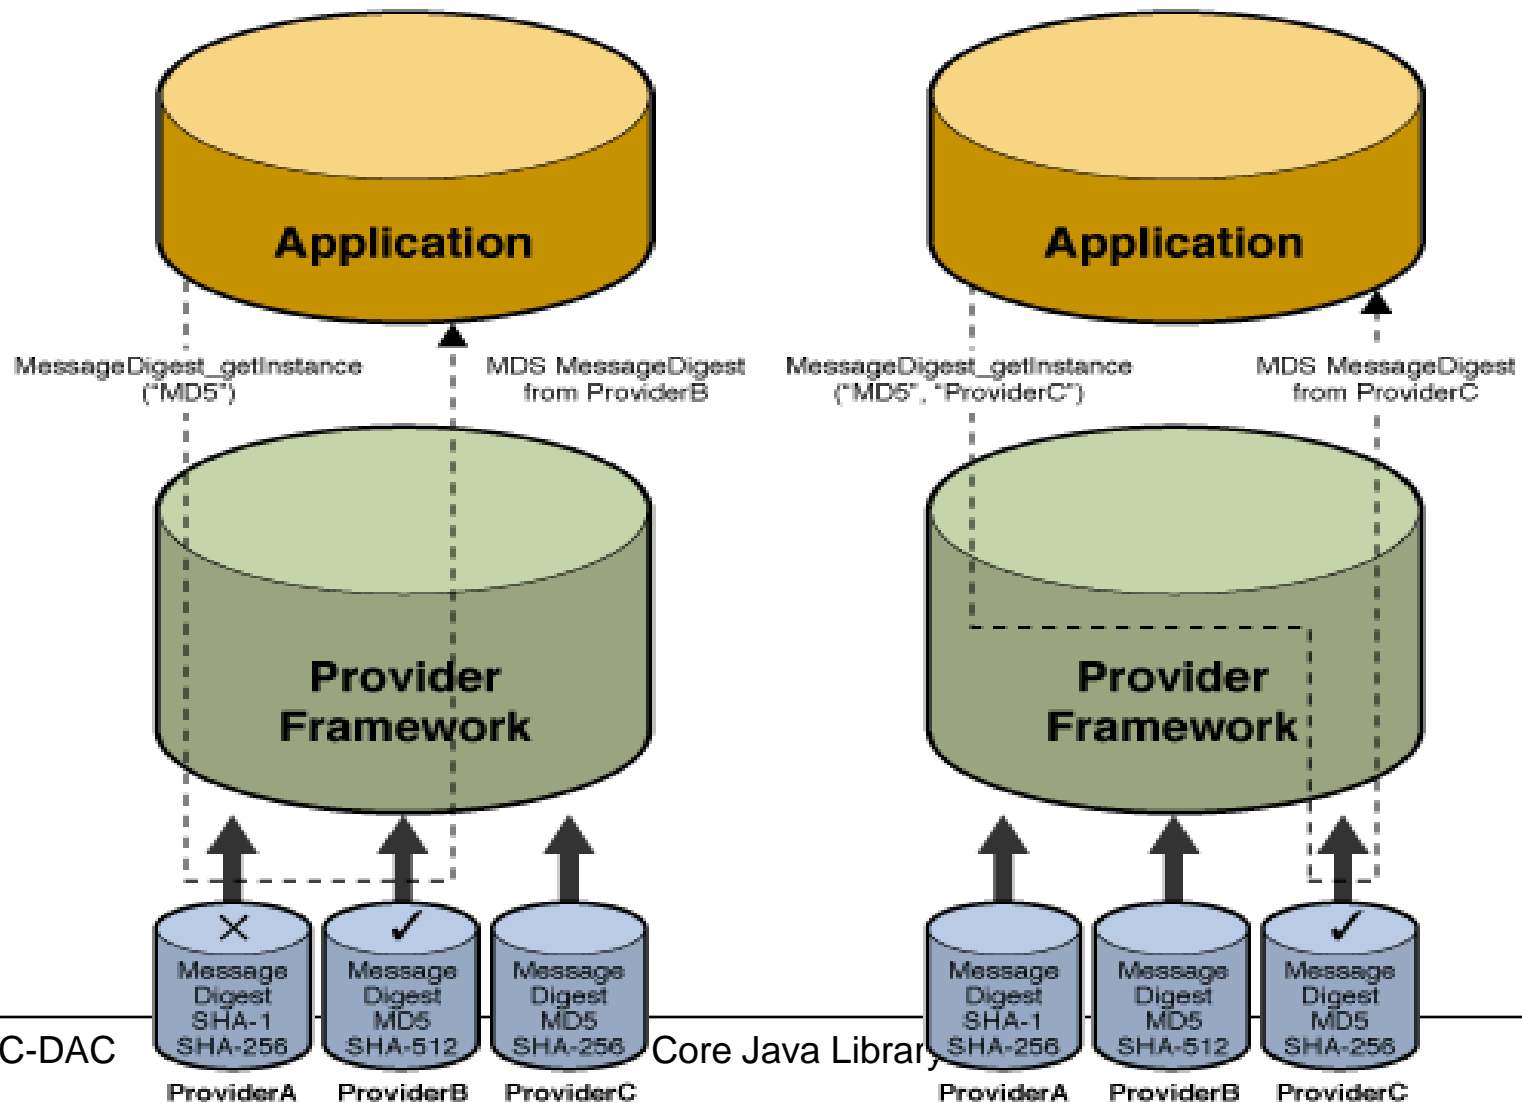 Application
MessageDigest_getInstance
("MD5")
MDS MessageDigest
from ProviderB
Provider
Framework
Message
Digest
SHA-1
SHA-256
ProviderA
Message
Digest
MD5
SHA-512
ProviderB
Message
Digest
MD5
SHA-256
ProviderC
Application
MessageDigest_getInstance
("MD5", "ProviderC")
MDS MessageDigest
from ProviderC
Provider
Framework
Message
Digest
SHA-1
SHA-256
ProviderA
Message
Digest
MD5
SHA-512
ProviderB
Message
Digest
MD5
SHA-256
ProviderC
C-DAC
Core Java Library